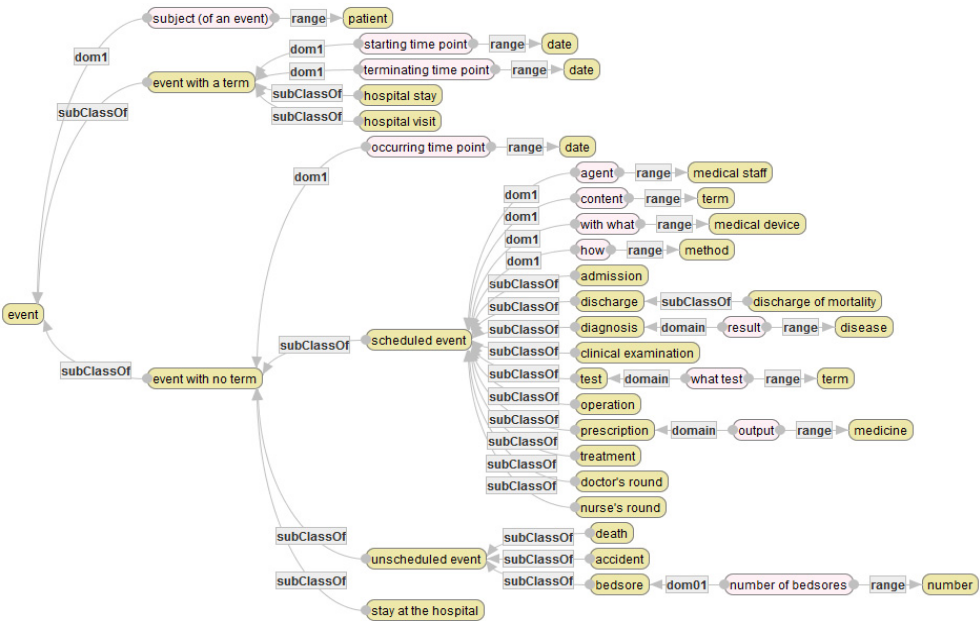 subject (of an event) range patient
dom1 starting time point range date
dom1
dom1 terminating time point range date
event with a term
subClassOf hospital stay
subClassOf
subClassOf hospital visit
occurring time point range date
dom1
agent range medical staff
dom1
content range term
dom1
with what range medical device
dom1
how range method
dom1
subClassOf admission
event
subClassOf discharge subClassOf discharge of mortality
subClassOf diagnosis domain result range disease
subClassOf scheduled event
subClassOf clinical examination
subClassOf
event with no term
subClassOf test domain what test range term
subClassOf operation
subClassOf prescription domain output range medicine
subClassOf treatment
subClassOf doctor's round
subClassOf nurse's round
subClassOf
subClassOf death
unscheduled event subClassOf accident
subClassOf
subClassOf bedsore dom01 number of bedsores range number
stay at the hospital